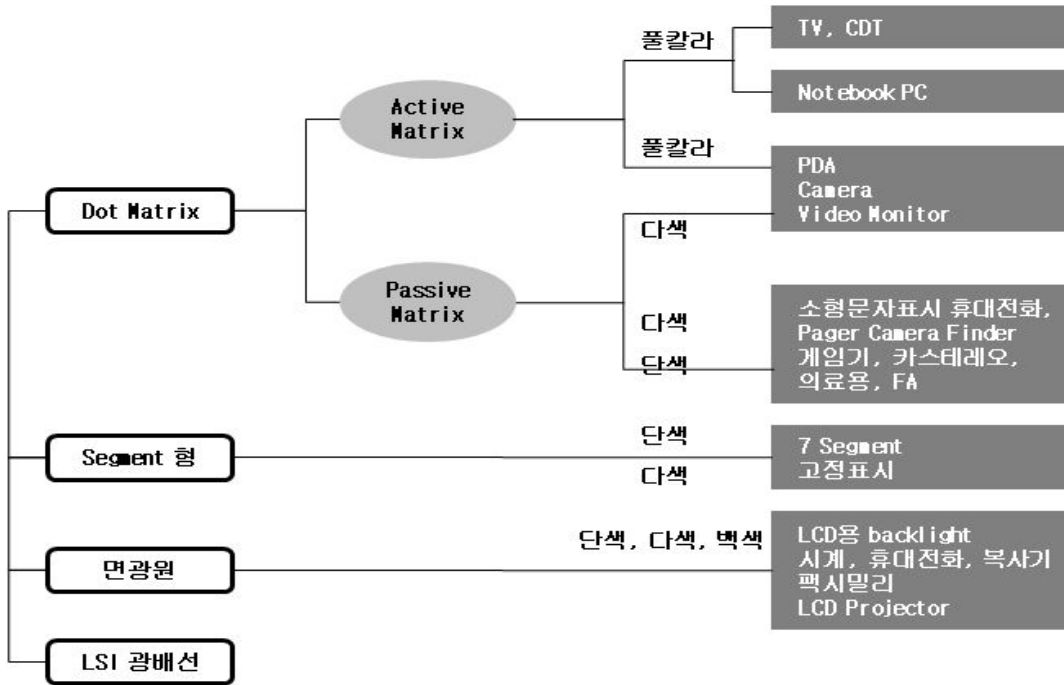 풀칼라
TV, CDT
Notebook PC
Active
Matrix
풀칼라
PDA
Camera
Video Monitor
Dot Matrix
다색
Passive
Matrix
다색
단색
소형문자표시 휴대전화,
Pager Camera Finder
게임기, 카스테레오,
의료용, FA
Segment 형
단색
다색
7 Segment
고정표시
면광원
단색, 다색, 백색
LCD용 backlight
시계, 휴대전화, 복사기
팩시밀리
LCD Projector
LSI 광배선